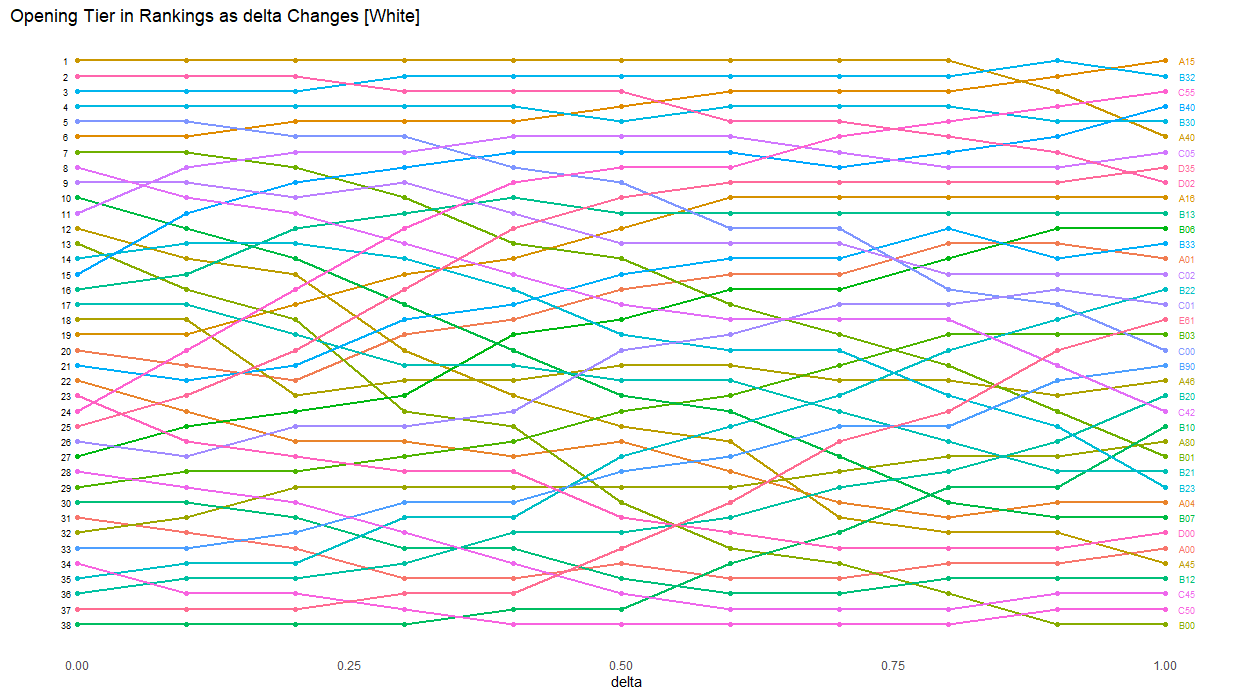 Opening Tier in Rankings as delta Changes [White]
1 A15
2 B32
3 C55
4 B40
5 B30
6 A40
7 C05
8 D35
9 D02
10 A16
11 B13
12 B06
13 B33
14 A01
15 C02
16 B22
17 C01
18 E61
19 B03
20 C00
21 B90
22 A46
23 B20
24 C42
25 B10
26 A80
27 B01
28 B21
29 B23
30 A04
31 B07
32 D00
33 A00
34 A45
35 B12
36 C45
37 C50
38 B00
0.00 0.25 0.50 0.75 1.00
delta